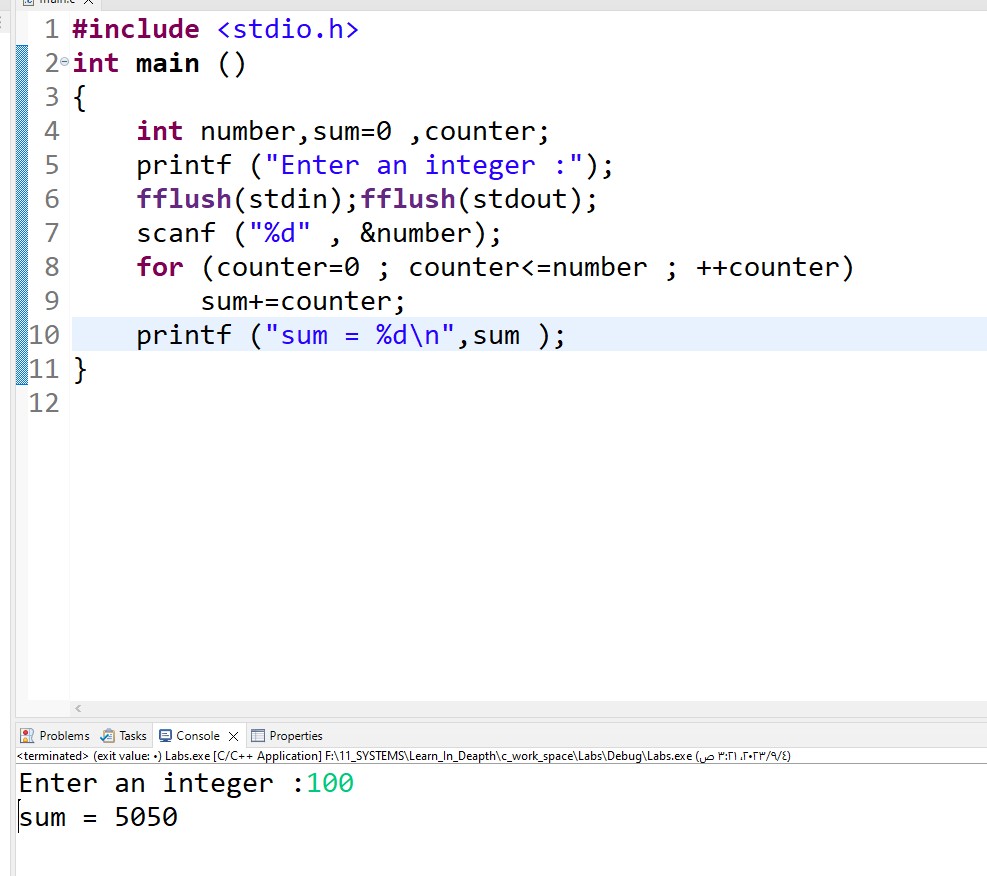 main.c
1 #include <stdio.h>
2 int main ()
3 {
4     int number,sum=0 ,counter;
5     printf ("Enter an integer :");
6     fflush(stdin);fflush(stdout);
7     scanf ("%d" , &number);
8     for (counter=0 ; counter<=number ; ++counter)
9         sum+=counter;
10     printf ("sum = %d\n",sum );
11 }
12
Problems Tasks Console Properties
<terminated> (exit value: ٠) Labs.exe [C/C++ Application] F:\11_SYSTEMS\Learn_In_Deapth\c_work_space\Labs\Debug\Labs.exe (٢٠٢٣/٩/٤، ٣:٢١ ص)
Enter an integer :100
sum = 5050